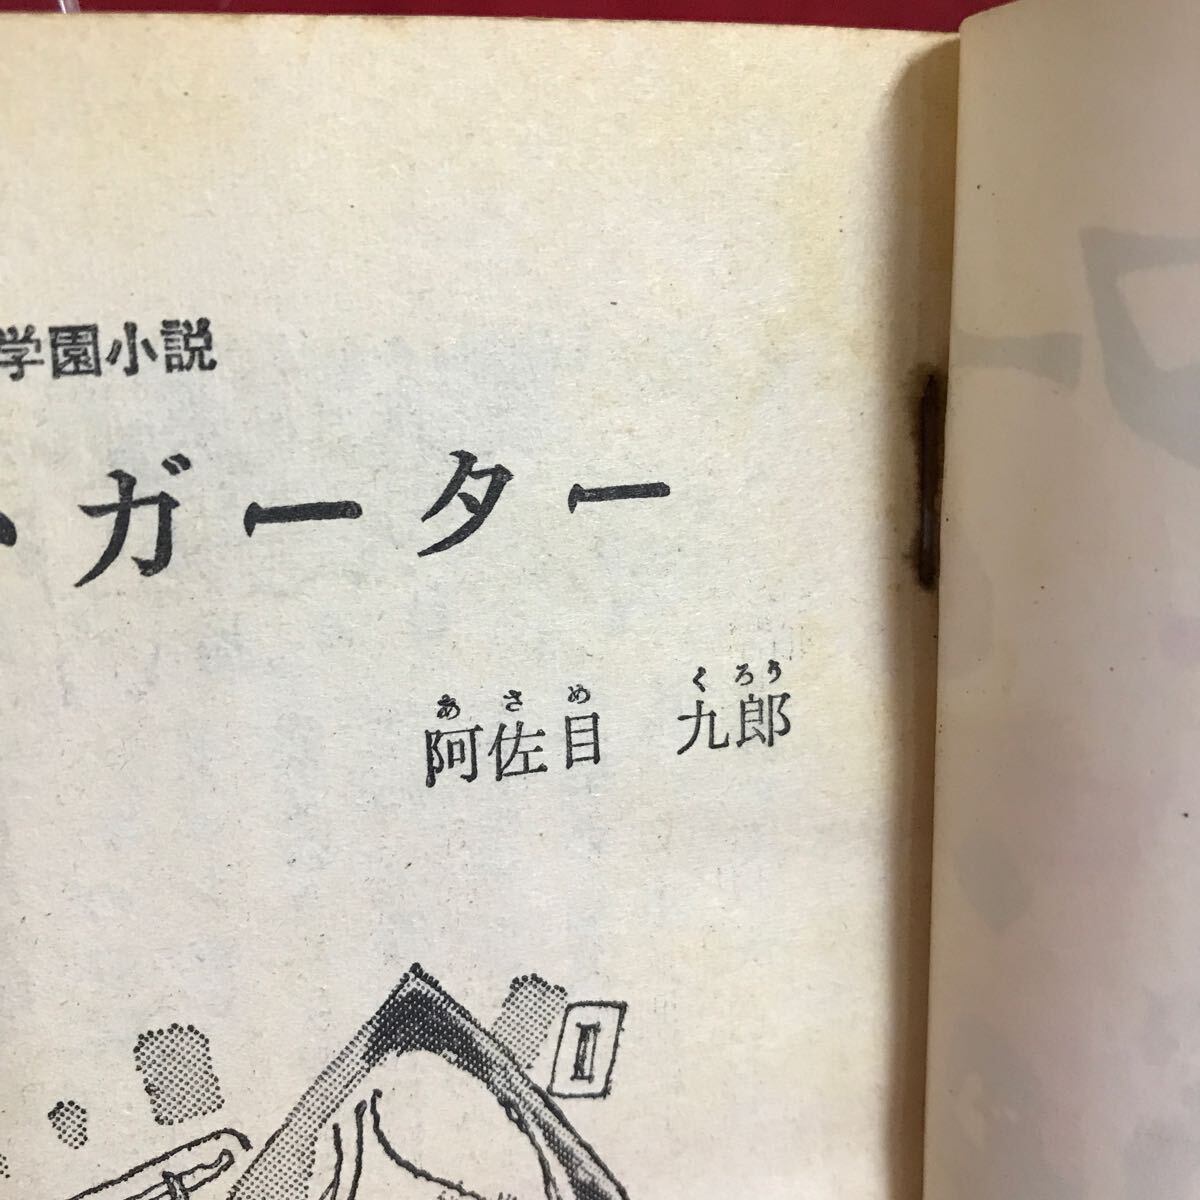 学園小説
・ガーター
あさめ くろう
阿佐目 九郎
II